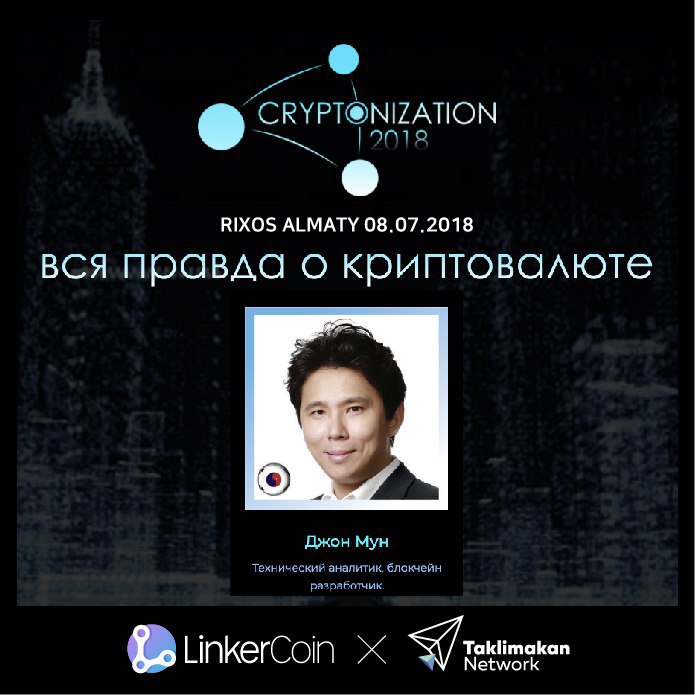 CRYPTONIZATION
2018
RIXOS ALMATY 08.07.2018
вся правда о криптовалюте
Джон Мун
Технический аналитик, блокчейн
разработчик.
LinkerCoin × Taklimakan
Network